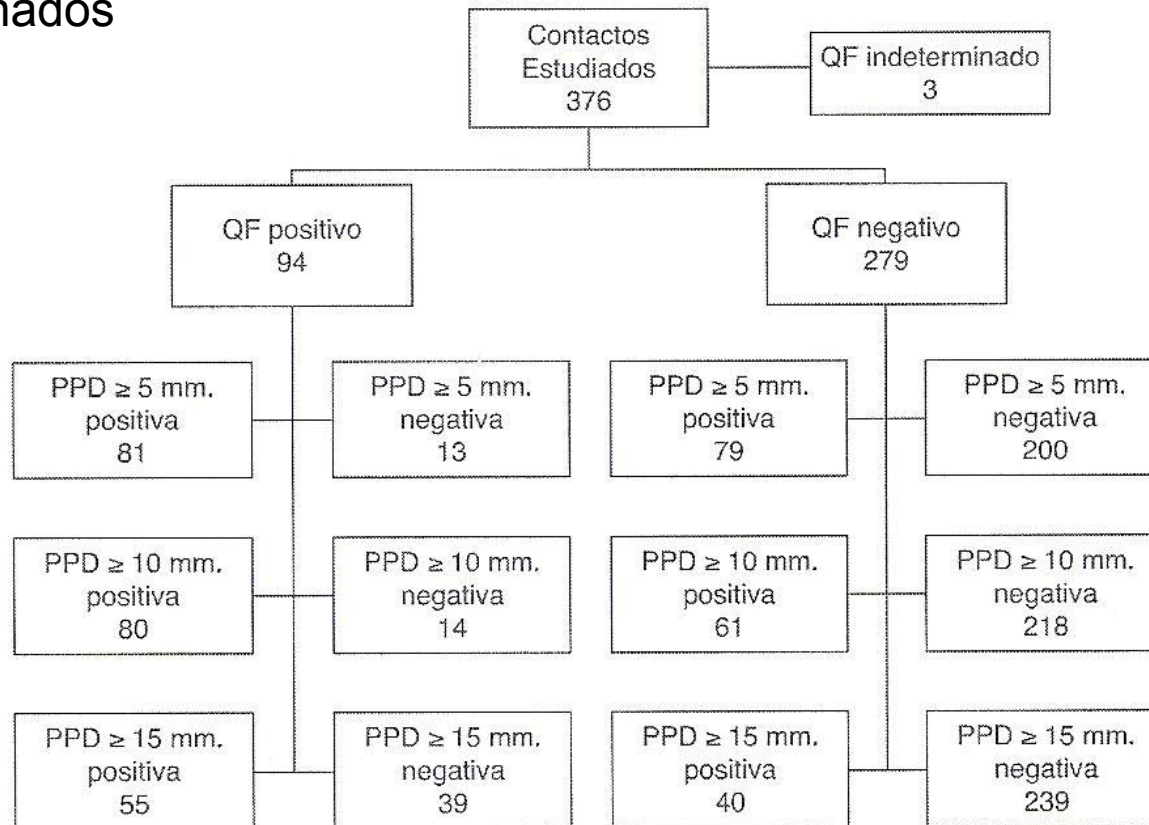 Contactos
Estudiados
376
QF indeterminado
3
QF positivo
94
QF negativo
279
PPD ≥ 5 mm.
positiva
81
PPD ≥ 5 mm.
negativa
13
PPD ≥ 5 mm.
positiva
79
PPD ≥ 5 mm.
negativa
200
PPD ≥ 10 mm.
positiva
80
PPD ≥ 10 mm.
negativa
14
PPD ≥ 10 mm.
positiva
61
PPD ≥ 10 mm.
negativa
218
PPD ≥ 15 mm.
positiva
55
PPD ≥ 15 mm.
negativa
39
PPD ≥ 15 mm.
positiva
40
PPD ≥ 15 mm.
negativa
239